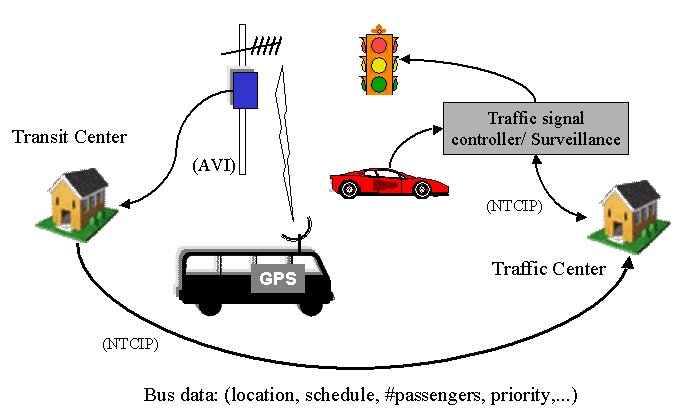 Traffic signal
controller/ Surveillance
Transit Center
(AVI)
(NTCIP)
Traffic Center
GPS
(NTCIP)
Bus data: (location, schedule, #passengers, priority,...)